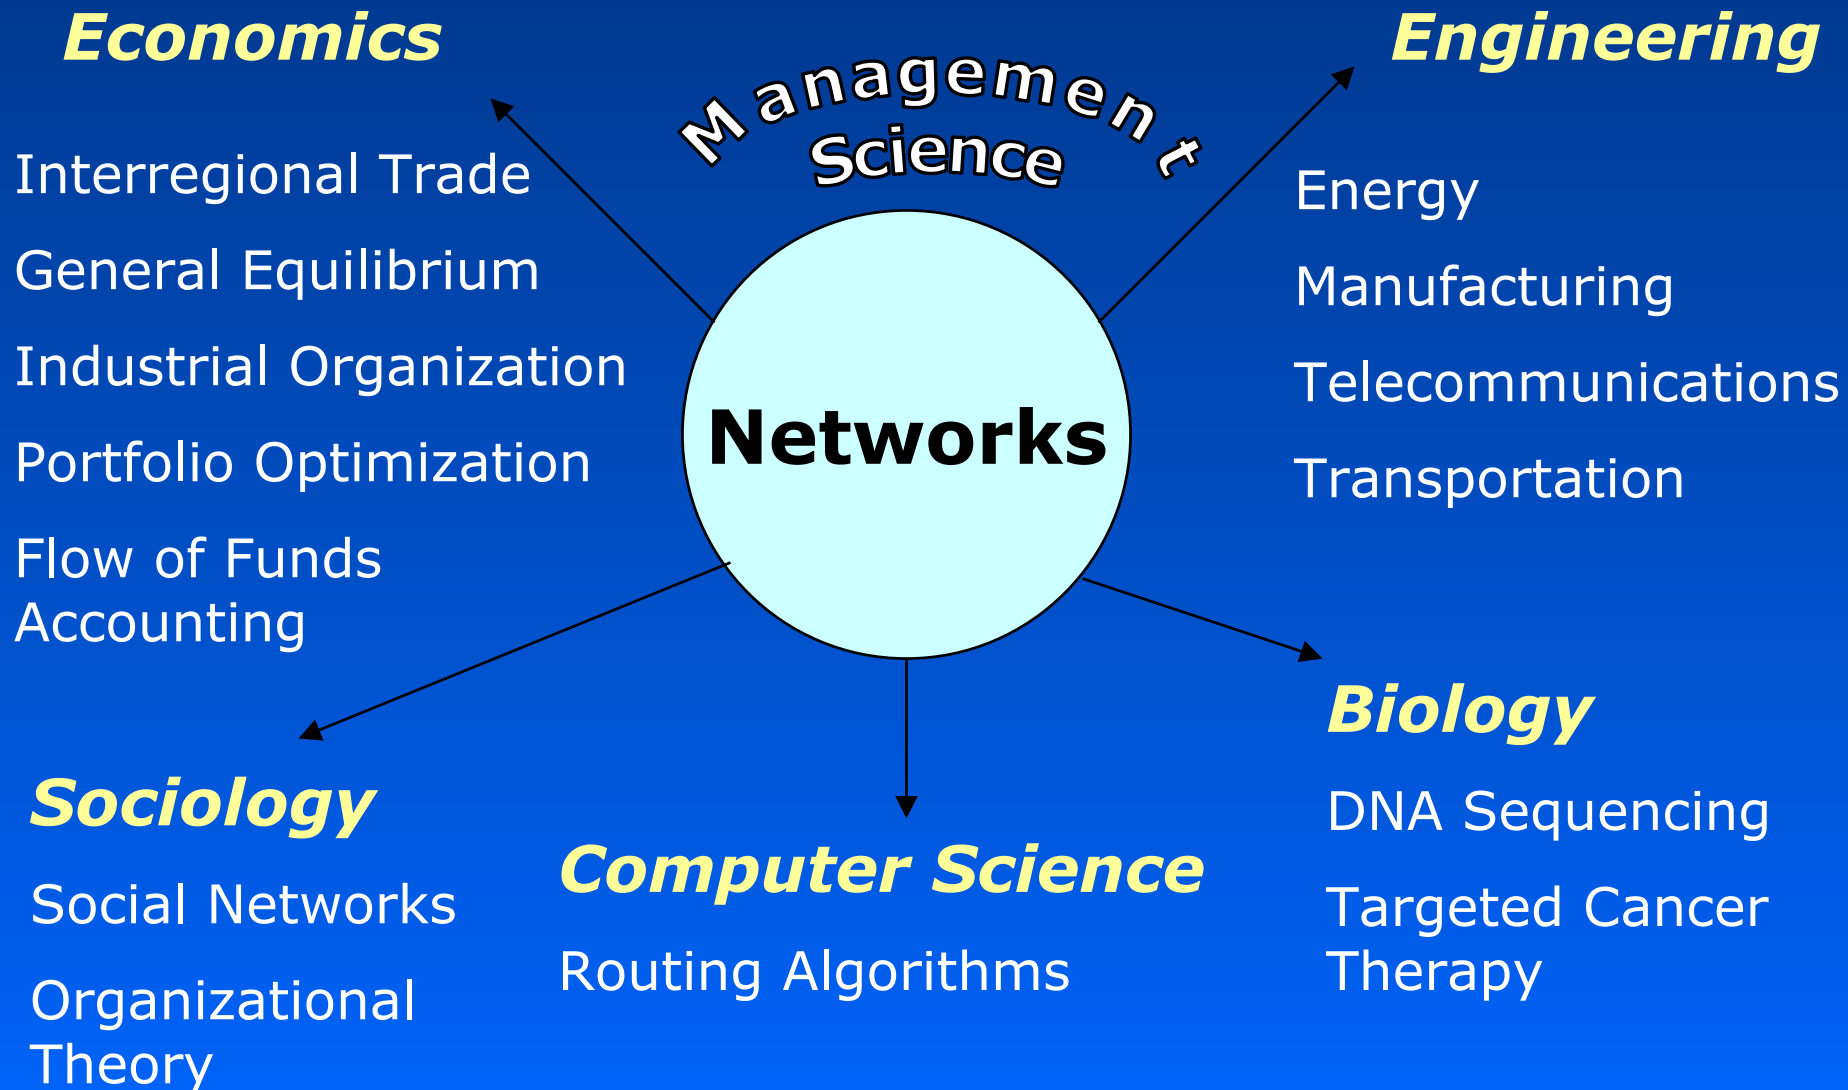 Economics
Interregional Trade
General Equilibrium
Industrial Organization
Portfolio Optimization
Flow of Funds
Accounting
Management
Science
Networks
Engineering
Energy
Manufacturing
Telecommunications
Transportation
Sociology
Social Networks
Organizational
Theory
Computer Science
Routing Algorithms
Biology
DNA Sequencing
Targeted Cancer
Therapy